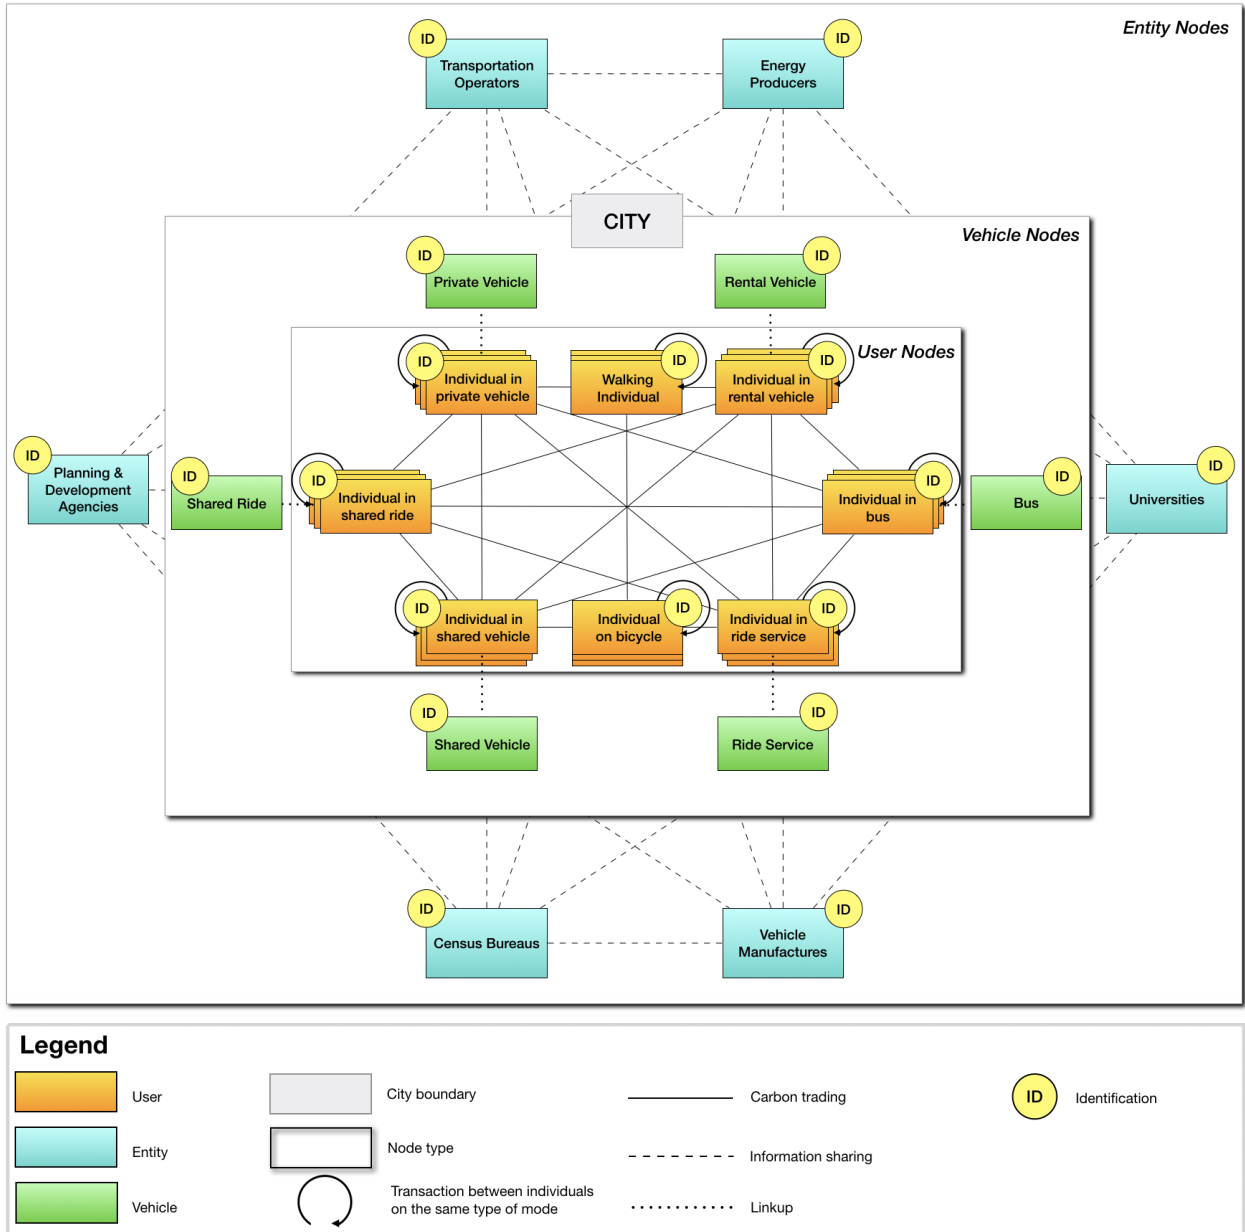 Entity Nodes
ID
Transportation
Operators
ID
Energy
Producers
CITY
Vehicle Nodes
ID
Private Vehicle
ID
Rental Vehicle
User Nodes
ID
Individual in
private vehicle
ID
Walking
Individual
ID
Individual in
rental vehicle
ID
Planning &
Development
Agencies
ID
Shared Ride
ID
Individual in
shared ride
ID
Individual in
bus
ID
Bus
ID
Universities
ID
Individual in
shared vehicle
ID
Individual
on bicycle
ID
Individual in
ride service
ID
Shared Vehicle
ID
Ride Service
ID
Census Bureaus
ID
Vehicle
Manufactures
Legend
User
City boundary
Carbon trading
ID
Identification
Entity
Node type
Information sharing
Vehicle
Transaction between individuals
on the same type of mode
Linkup